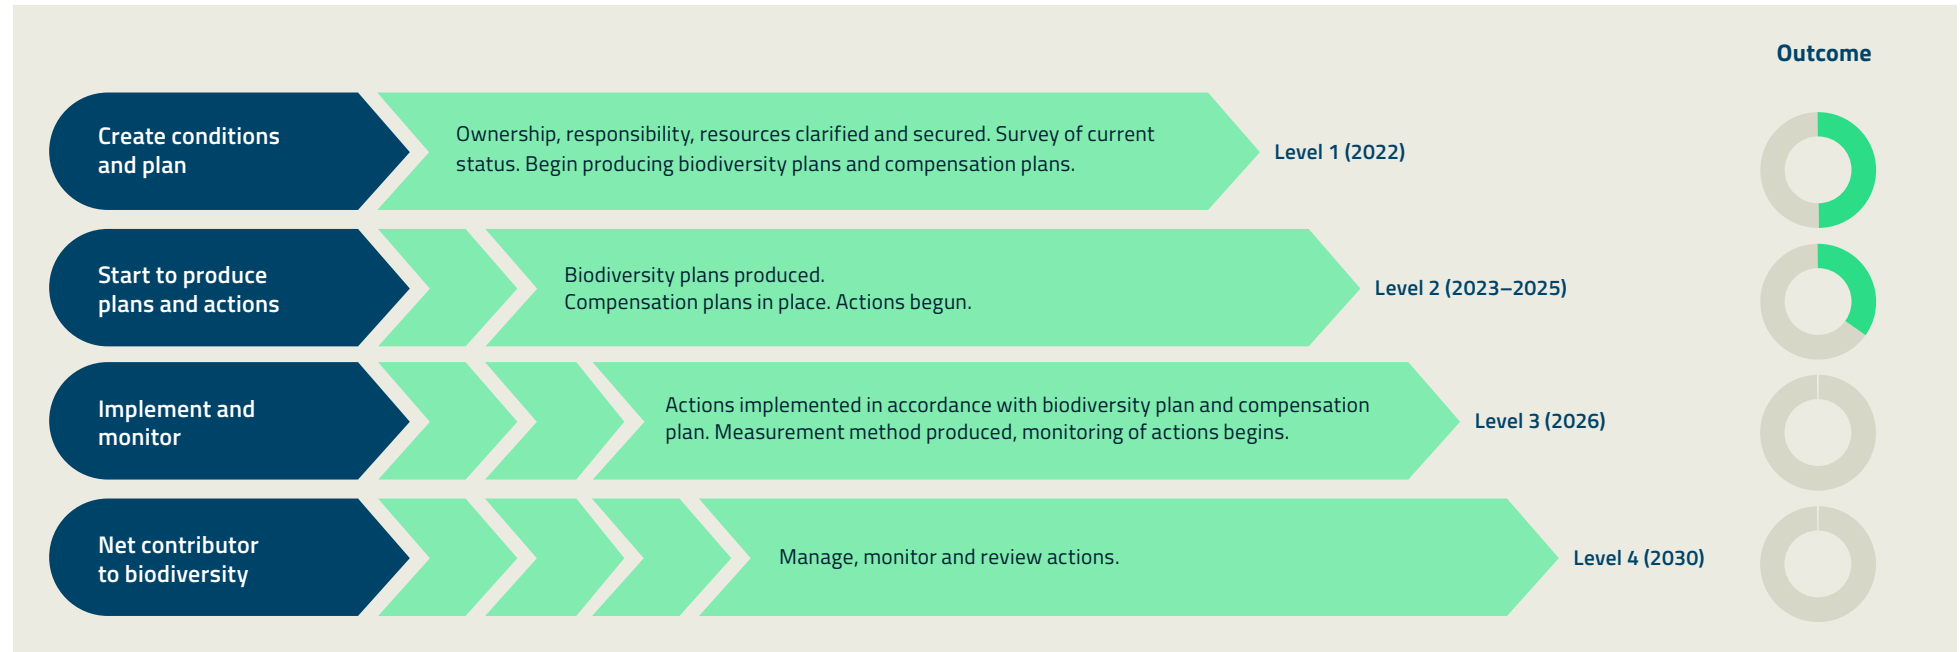 Outcome
Create conditions
and plan
Ownership, responsibility, resources clarified and secured. Survey of current
status. Begin producing biodiversity plans and compensation plans.
Level 1 (2022)
Start to produce
plans and actions
Biodiversity plans produced.
Compensation plans in place. Actions begun.
Level 2 (2023–2025)
Implement and
monitor
Actions implemented in accordance with biodiversity plan and compensation
plan. Measurement method produced, monitoring of actions begins.
Level 3 (2026)
Net contributor
to biodiversity
Manage, monitor and review actions.
Level 4 (2030)